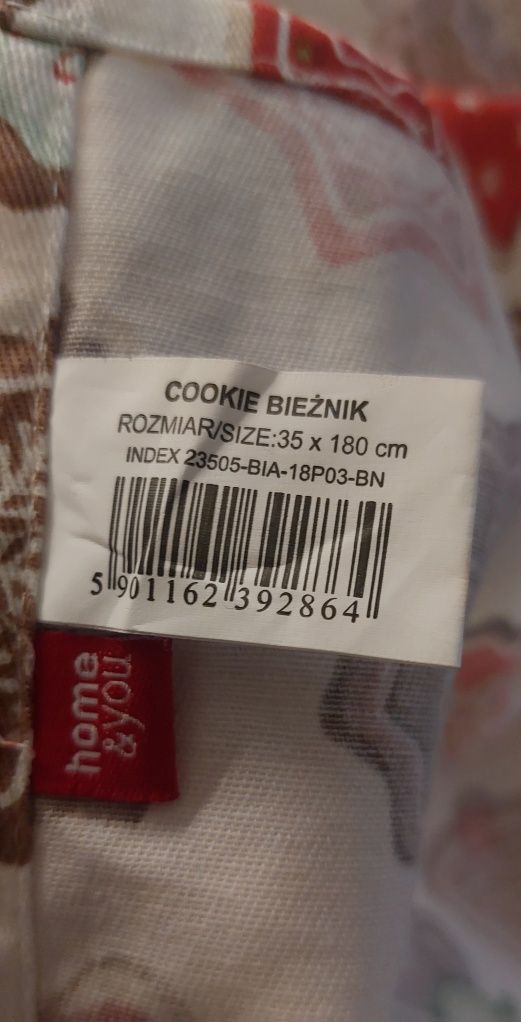 COOKIE BIEŻNIK
ROZMIAR/SIZE:35 x 180 cm
INDEX 23505-BIA-18P03-BN
5 901162 392864
home
&you